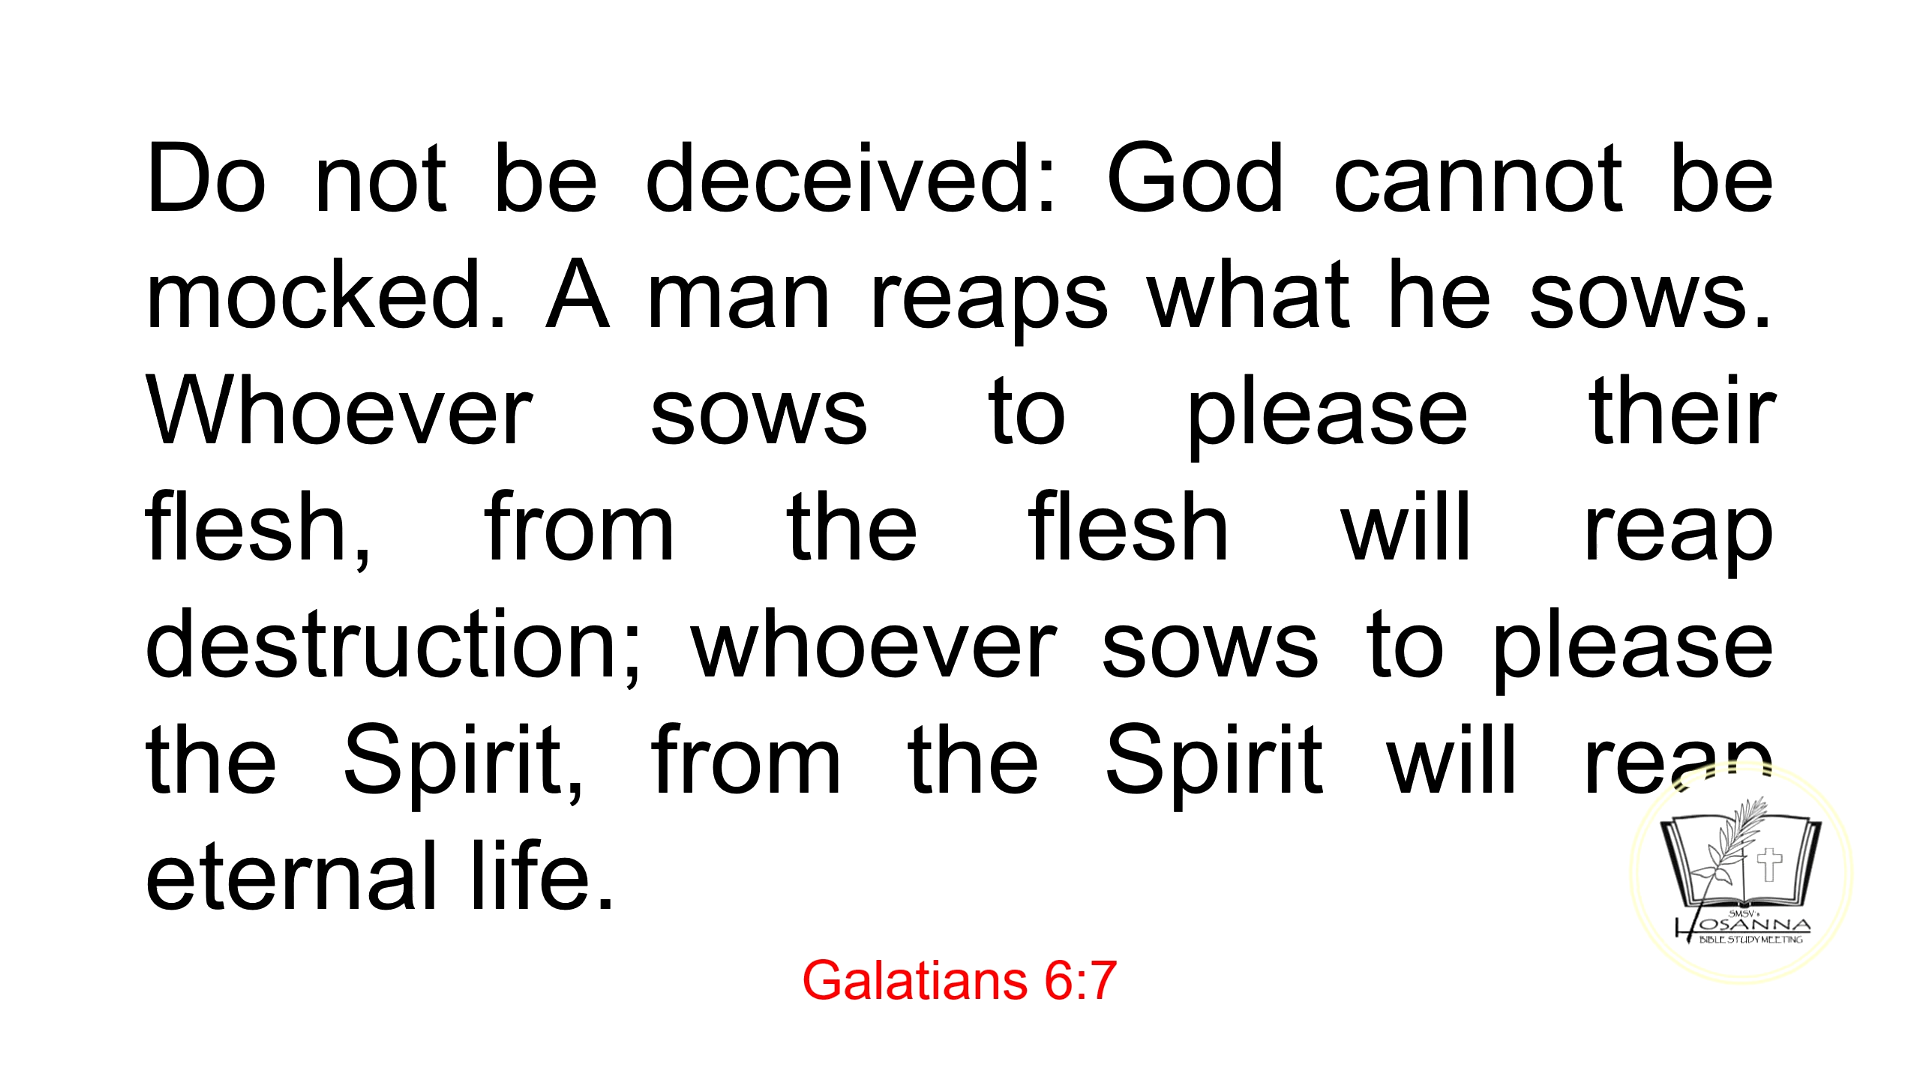 Do not be deceived: God cannot be
mocked. A man reaps what he sows.
Whoever sows to please their
flesh, from the flesh will reap
destruction; whoever sows to please
the Spirit, from the Spirit will reap
eternal life.
SMSV's
HOSANNA
BIBLE STUDY MEETING
Galatians 6:7